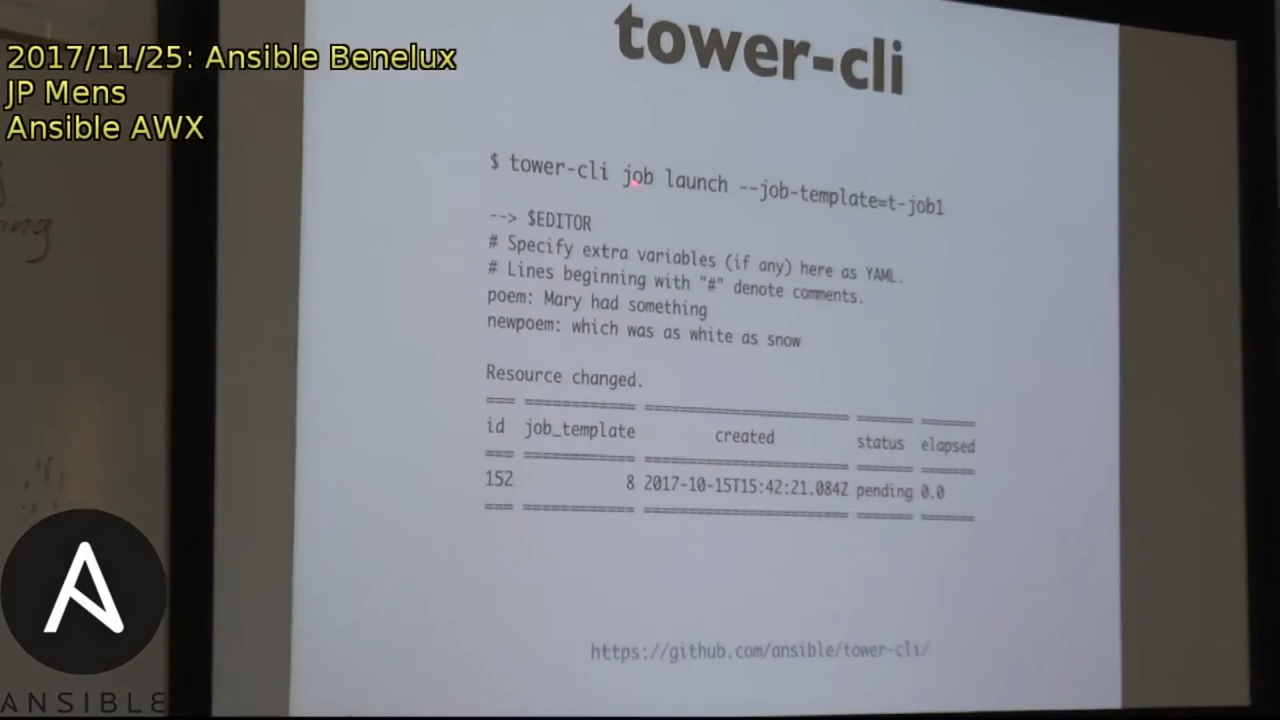 2017/11/25: Ansible Benelux
JP Mens
Ansible AWX
tower-cli
$ tower-cli job launch --job-template=t-job1
--> $EDITOR
# Specify extra variables (if any) here as YAML.
# Lines beginning with "#" denote comments.
poem: Mary had something
newpoem: which was as white as snow
Resource changed.
=== ============ ======================== ======= =======
id job_template created status elapsed
=== ============ ======================== ======= =======
152 8 2017-10-15T15:42:21.084Z pending 0.0
=== ============ ======================== ======= =======
https://github.com/ansible/tower-cli/
ANSIBLE